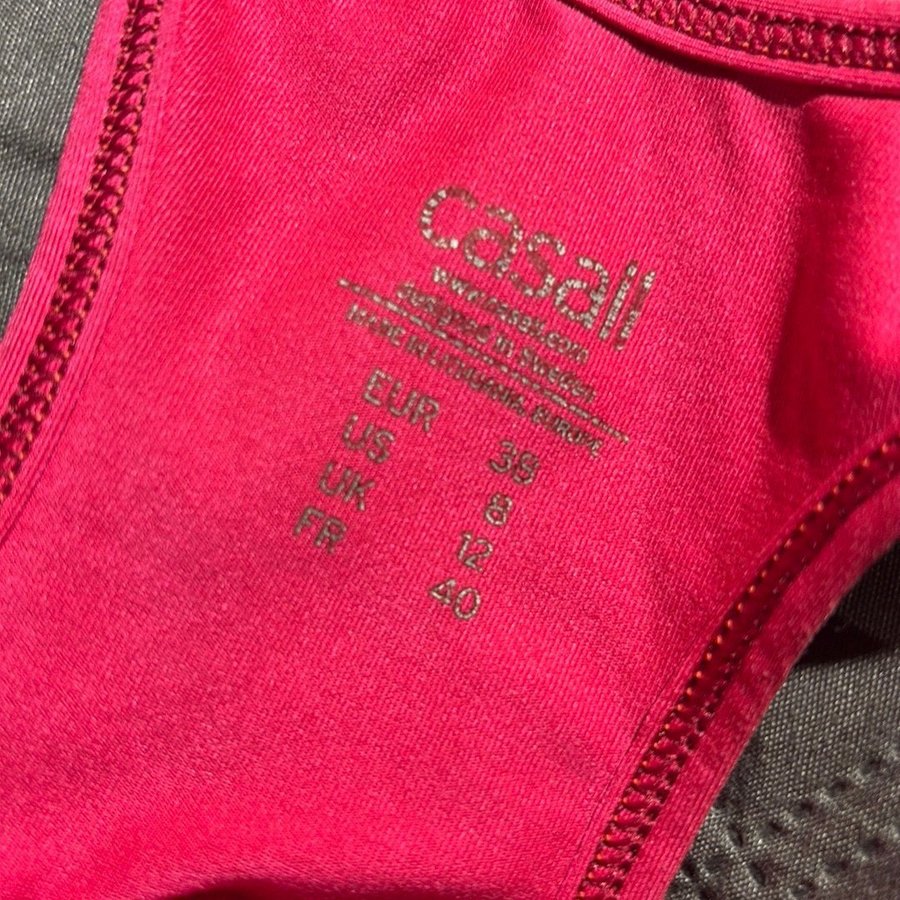 casall
www.casall.com
designed in Sweden
MADE IN LITHUANIA, EUROPE
EUR 38
US 8
UK 12
FR 40